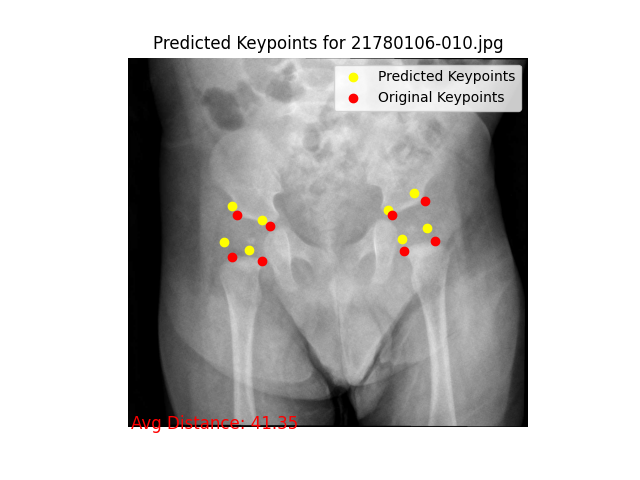 Predicted Keypoints for 21780106-010.jpg
Predicted Keypoints
Original Keypoints
Avg Distance: 41.35